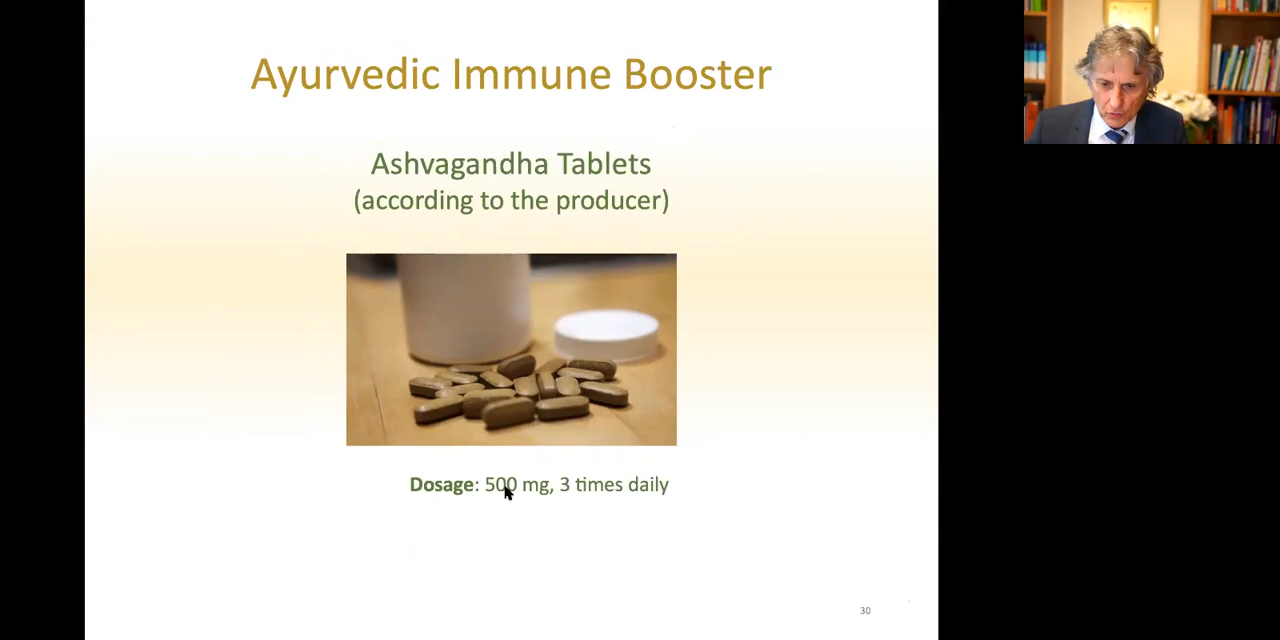 Ayurvedic Immune Booster
Ashvagandha Tablets
(according to the producer)
Dosage: 500 mg, 3 times daily
30